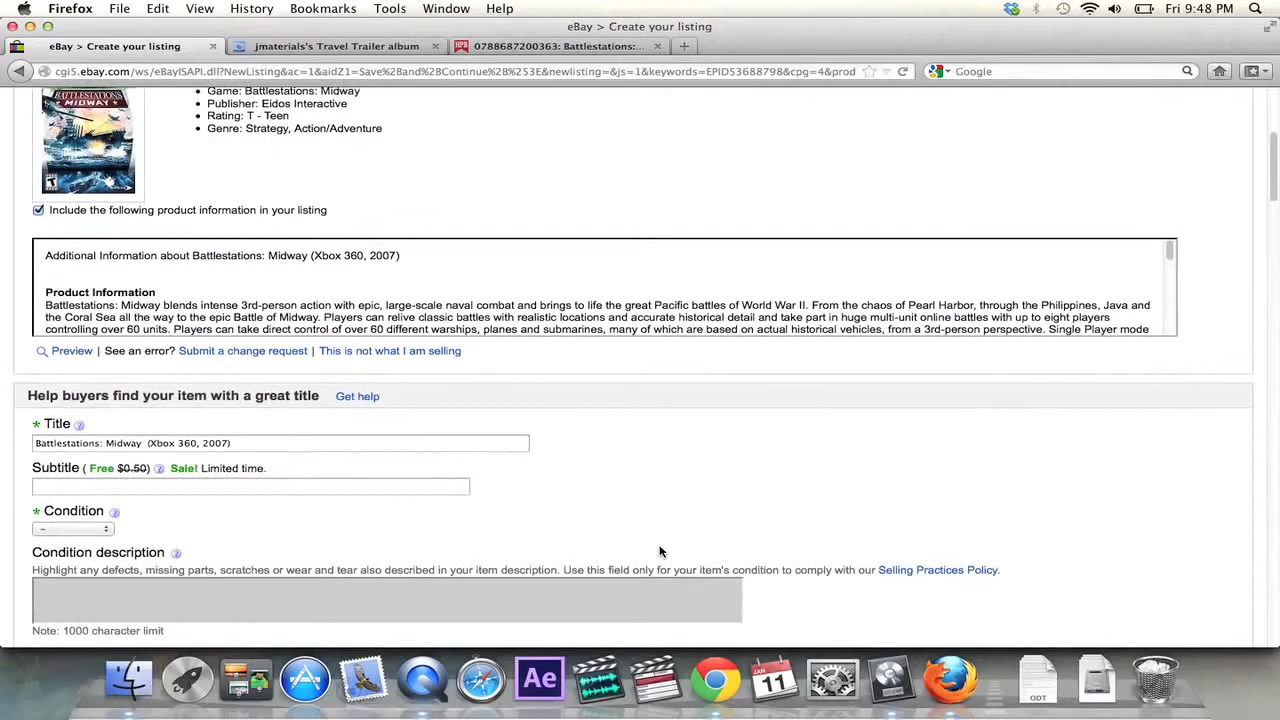 Firefox File Edit View History Bookmarks Tools Window Help Fri 9:48 PM
eBay > Create your listing
eBay > Create your listing jmaterials's Travel Trailer album HPB 0788687200363: Battlestations:...
cgi5.ebay.com/ws/eBayISAPI.dll?NewListing&ac=1&aidZ1=Save%2Band%2BContinue%2B%253E&newlisting=&js=1&keywords=EPID53688798&cpg=4&prod Google
BATTLESTATIONS
MIDWAY
Game: Battlestations: Midway
Publisher: Eidos Interactive
Rating: T - Teen
Genre: Strategy, Action/Adventure
Include the following product information in your listing
Additional Information about Battlestations: Midway (Xbox 360, 2007)
Product Information
Battlestations: Midway blends intense 3rd-person action with epic, large-scale naval combat and brings to life the great Pacific battles of World War II. From the chaos of Pearl Harbor, through the Philippines, Java and
the Coral Sea all the way to the epic Battle of Midway. Players can relive classic battles with realistic locations and accurate historical detail and take part in huge multi-unit online battles with up to eight players
controlling over 60 units. Players can take direct control of over 60 different warships, planes and submarines, many of which are based on actual historical vehicles, from a 3rd-person perspective. Single Player mode
Preview | See an error? Submit a change request | This is not what I am selling
Help buyers find your item with a great title Get help
* Title
Battlestations: Midway (Xbox 360, 2007)
Subtitle ( Free $0.50) Sale! Limited time.
* Condition
–
Condition description
Highlight any defects, missing parts, scratches or wear and tear also described in your item description. Use this field only for your item's condition to comply with our Selling Practices Policy.
Note: 1000 character limit
Ae
JAN
11
ODT